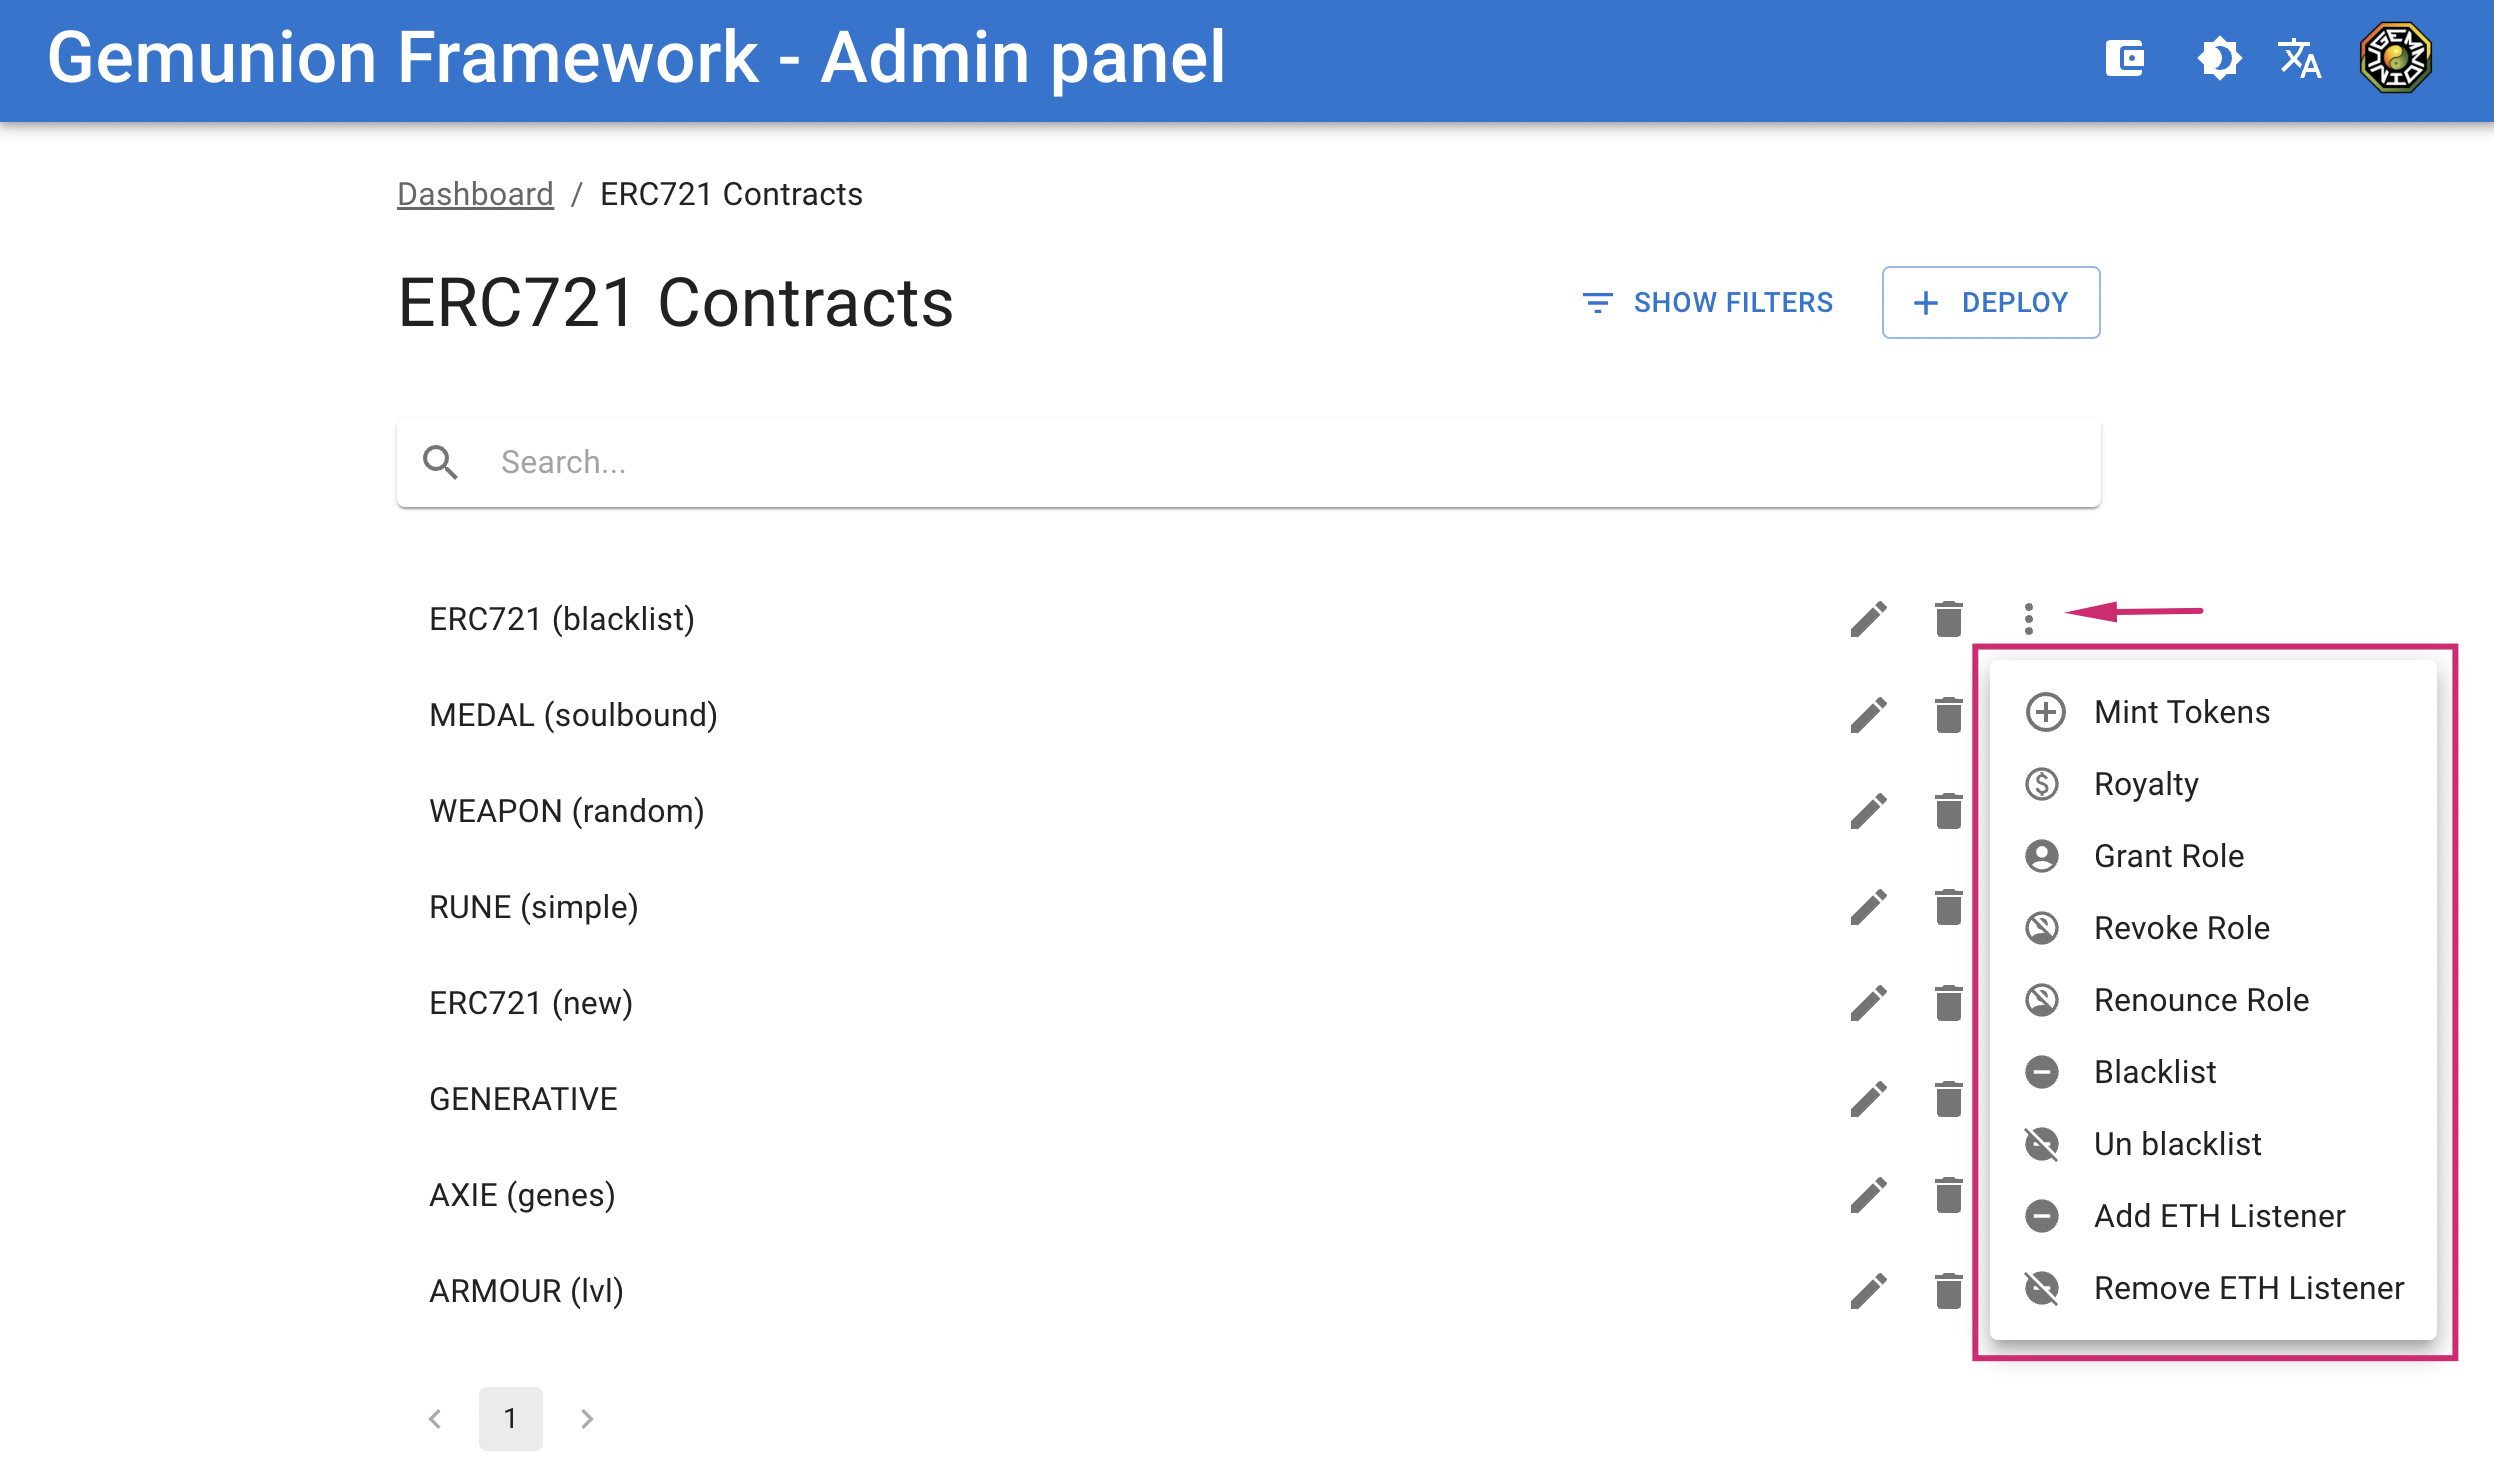 Gemunion Framework - Admin panel
Dashboard / ERC721 Contracts
ERC721 Contracts
SHOW FILTERS
DEPLOY
Search...
ERC721 (blacklist)
MEDAL (soulbound)
WEAPON (random)
RUNE (simple)
ERC721 (new)
GENERATIVE
AXIE (genes)
ARMOUR (lvl)
Mint Tokens
Royalty
Grant Role
Revoke Role
Renounce Role
Blacklist
Un blacklist
Add ETH Listener
Remove ETH Listener
1